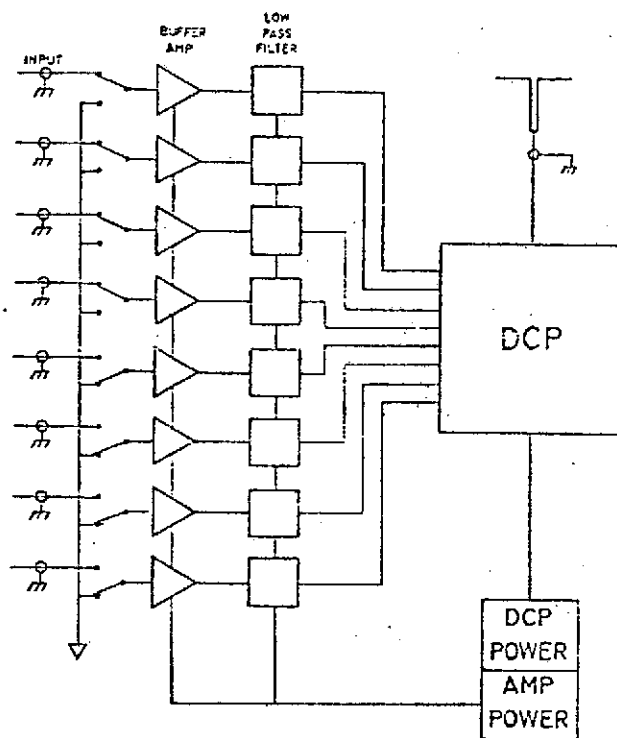 INPUT
BUFFER
AMP
LOW
PASS
FILTER
DCP
DCP
POWER
AMP
POWER